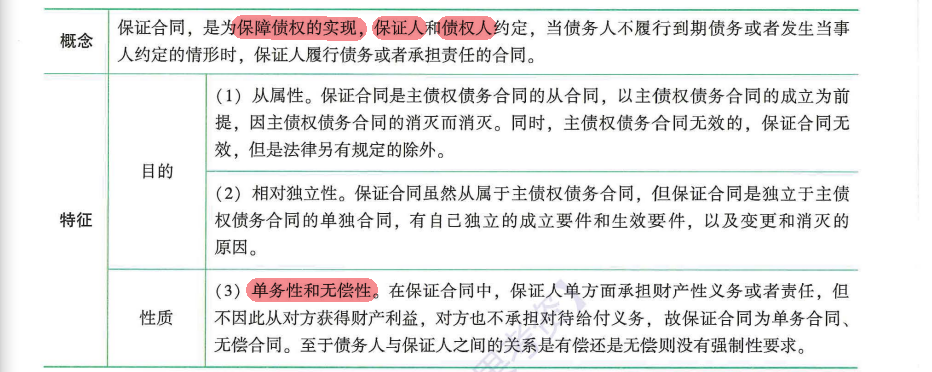 概念
保证合同,是为保障债权的实现,保证人和债权人约定,当债务人不履行到期债务或者发生当事
人约定的情形时,保证人履行债务或者承担责任的合同。
特征
目的
(1)从属性。保证合同是主债权债务合同的从合同,以主债权债务合同的成立为前
提,因主债权债务合同的消灭而消灭。同时,主债权债务合同无效的,保证合同无
效,但是法律另有规定的除外。
(2)相对独立性。保证合同虽然从属于主债权债务合同,但保证合同是独立于主债
权债务合同的单独合同,有自己独立的成立要件和生效要件,以及变更和消灭的
原因。
性质
(3)单务性和无偿性。在保证合同中,保证人单方面承担财产性义务或者责任,但
不因此从对方获得财产利益,对方也不承担对待给付义务,故保证合同为单务合同、
无偿合同。至于债务人与保证人之间的关系是有偿还是无偿则没有强制性要求。